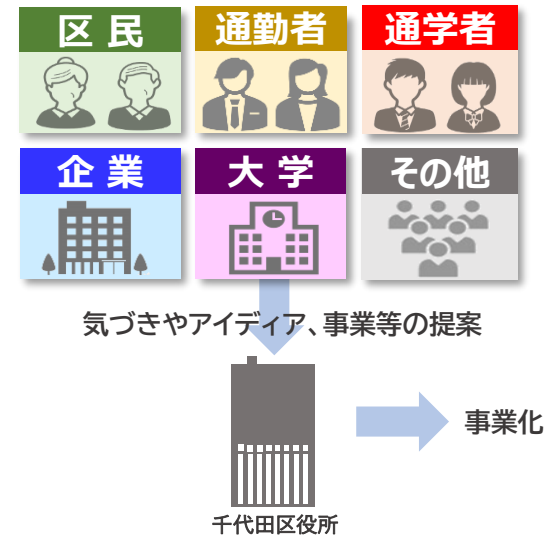 区民
通勤者
通学者
企業
大学
その他
気づきやアイディア、事業等の提案
事業化
千代田区役所